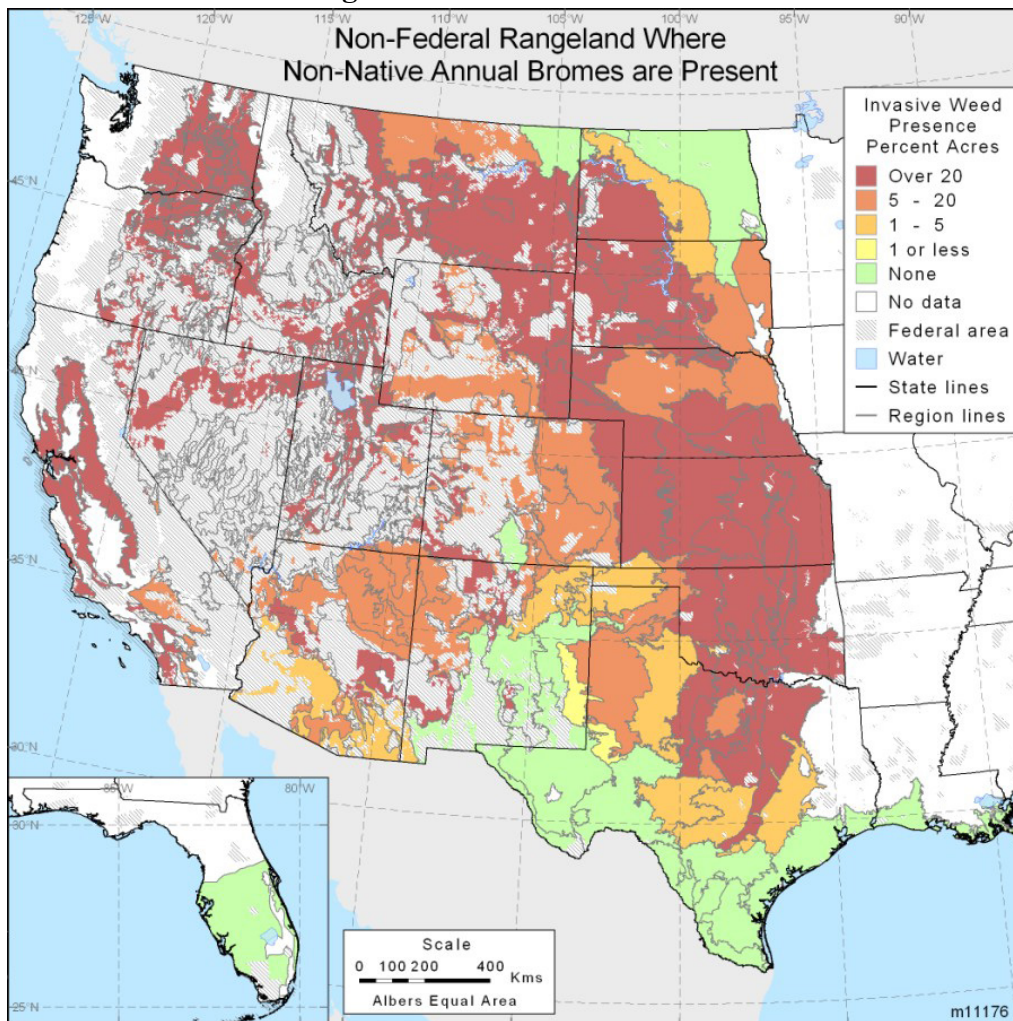 125°W 120°W 115°W 110°W 105°W 100°W 95°W 90°W
Non-Federal Rangeland Where
Non-Native Annual Bromes are Present
Invasive Weed
Presence
Percent Acres
Over 20
5 - 20
1 - 5
1 or less
None
No data
Federal area
Water
State lines
Region lines
45°N
40°N
35°N
30°N
85°W 80°W
30°N
25°N
Scale
0 100 200 400 Kms
Albers Equal Area
m11176